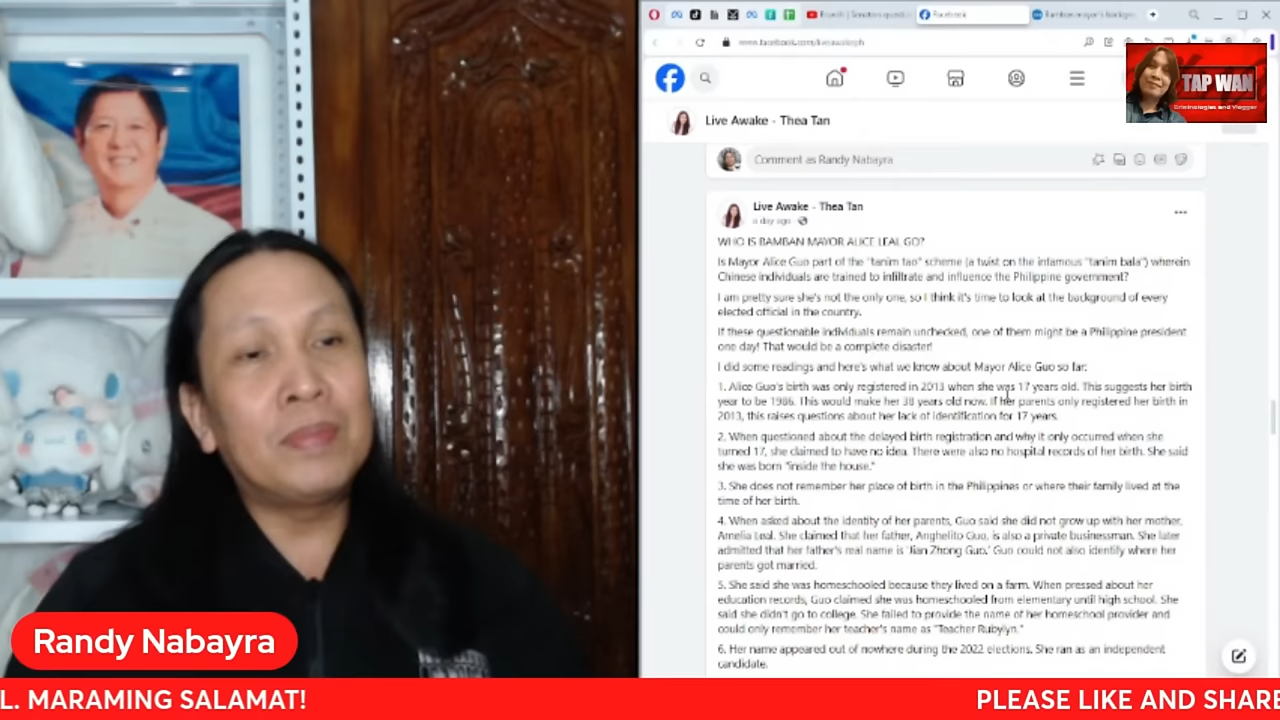 Facebook
www.facebook.com/liveawakeph
TAP WAN
Criminologist and Vlogger
Live Awake - Thea Tan
Comment as Randy Nabayra
Live Awake - Thea Tan
a day ago
WHO IS BAMBAN MAYOR ALICE LEAL GO?
Is Mayor Alice Guo part of the "tanim tao" scheme (a twist on the infamous "tanim bala") wherein
Chinese individuals are trained to infiltrate and influence the Philippine government?
I am pretty sure she's not the only one, so I think it's time to look at the background of every
elected official in the country.
If these questionable individuals remain unchecked, one of them might be a Philippine president
one day! That would be a complete disaster!
I did some readings and here's what we know about Mayor Alice Guo so far:
1. Alice Guo's birth was only registered in 2013 when she was 17 years old. This suggests her birth
year to be 1986. This would make her 38 years old now. If her parents only registered her birth in
2013, this raises questions about her lack of identification for 17 years.
2. When questioned about the delayed birth registration and why it only occurred when she
turned 17, she claimed to have no idea. There were also no hospital records of her birth. She said
she was born "inside the house."
3. She does not remember her place of birth in the Philippines or where their family lived at the
time of her birth.
4. When asked about the identity of her parents, Guo said she did not grow up with her mother,
Amelia Leal. She claimed that her father, Anghelito Guo, is also a private businessman. She later
admitted that her father's real name is 'Jian Zhong Guo.' Guo could not also identify where her
parents got married.
5. She said she was homeschooled because they lived on a farm. When pressed about her
education records, Guo claimed she was homeschooled from elementary until high school. She
said she didn't go to college. She failed to provide the name of her homeschool provider and
could only remember her teacher's name as "Teacher Rubylyn."
6. Her name appeared out of nowhere during the 2022 elections. She ran as an independent
candidate.
Randy Nabayra
L. MARAMING SALAMAT!
PLEASE LIKE AND SHARE